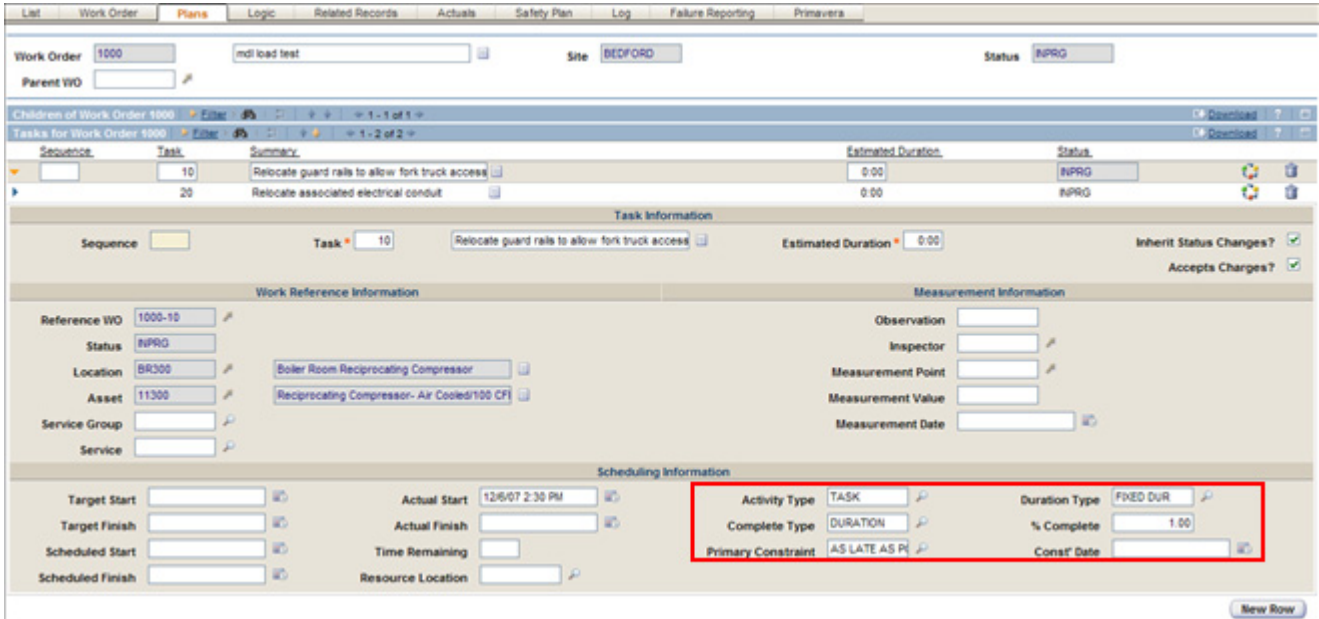 List Work Order Plans Logic Related Records Actuals Safety Plan Log Failure Reporting Primavera
Work Order 1000 mdl load test Site BEDFORD Status INPRG
Parent WO
Children of Work Order 1000 Filter 1 - 1 of 1 Download ?
Tasks for Work Order 1000 Filter 1 - 2 of 2 Download ?
Sequence Task Summary Estimated Duration Status
10 Relocate guard rails to allow fork truck access 0:00 INPRG
20 Relocate associated electrical conduit 0:00 INPRG
Task Information
Sequence Task * 10 Relocate guard rails to allow fork truck access Estimated Duration * 0:00 Inherit Status Changes?
Accepts Charges?
Work Reference Information Measurement Information
Reference WO 1000-10 Observation
Status INPRG Inspector
Location BR300 Boiler Room Reciprocating Compressor Measurement Point
Asset 11300 Reciprocating Compressor- Air Cooled/100 CFI Measurement Value
Service Group Measurement Date
Service
Scheduling Information
Target Start Actual Start 12/6/07 2:30 PM Activity Type TASK Duration Type FIXED DUR
Target Finish Actual Finish Complete Type DURATION % Complete 1.00
Scheduled Start Time Remaining Primary Constraint AS LATE AS PO Const' Date
Scheduled Finish Resource Location
New Row